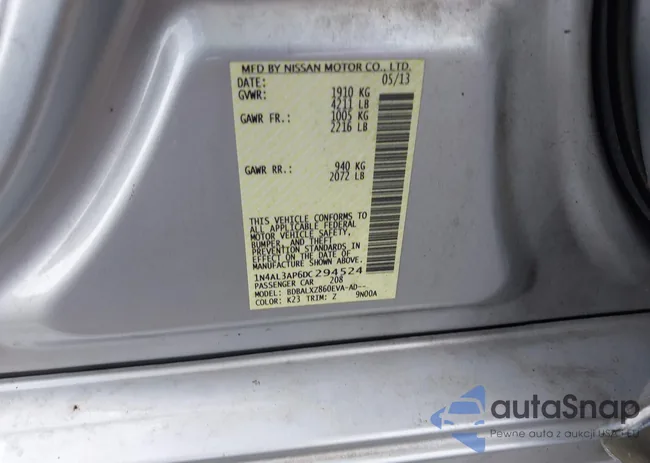 MFD BY NISSAN MOTOR CO., LTD.
DATE: 05/13
GVWR: 1910 KG
4211 LB
GAWR FR.: 1005 KG
2216 LB
GAWR RR.: 940 KG
2072 LB
THIS VEHICLE CONFORMS TO
ALL APPLICABLE FEDERAL
MOTOR VEHICLE SAFETY,
BUMPER, AND THEFT
PREVENTION STANDARDS IN
EFFECT ON THE DATE OF
MANUFACTURE SHOWN ABOVE.
1N4AL3AP6DC294524
PASSENGER CAR 208
MODEL: BDBALXZ860EVA-AD--
COLOR: K23 TRIM: Z 9N00A
autaSnap
Pewne auta z aukcji USA i EU